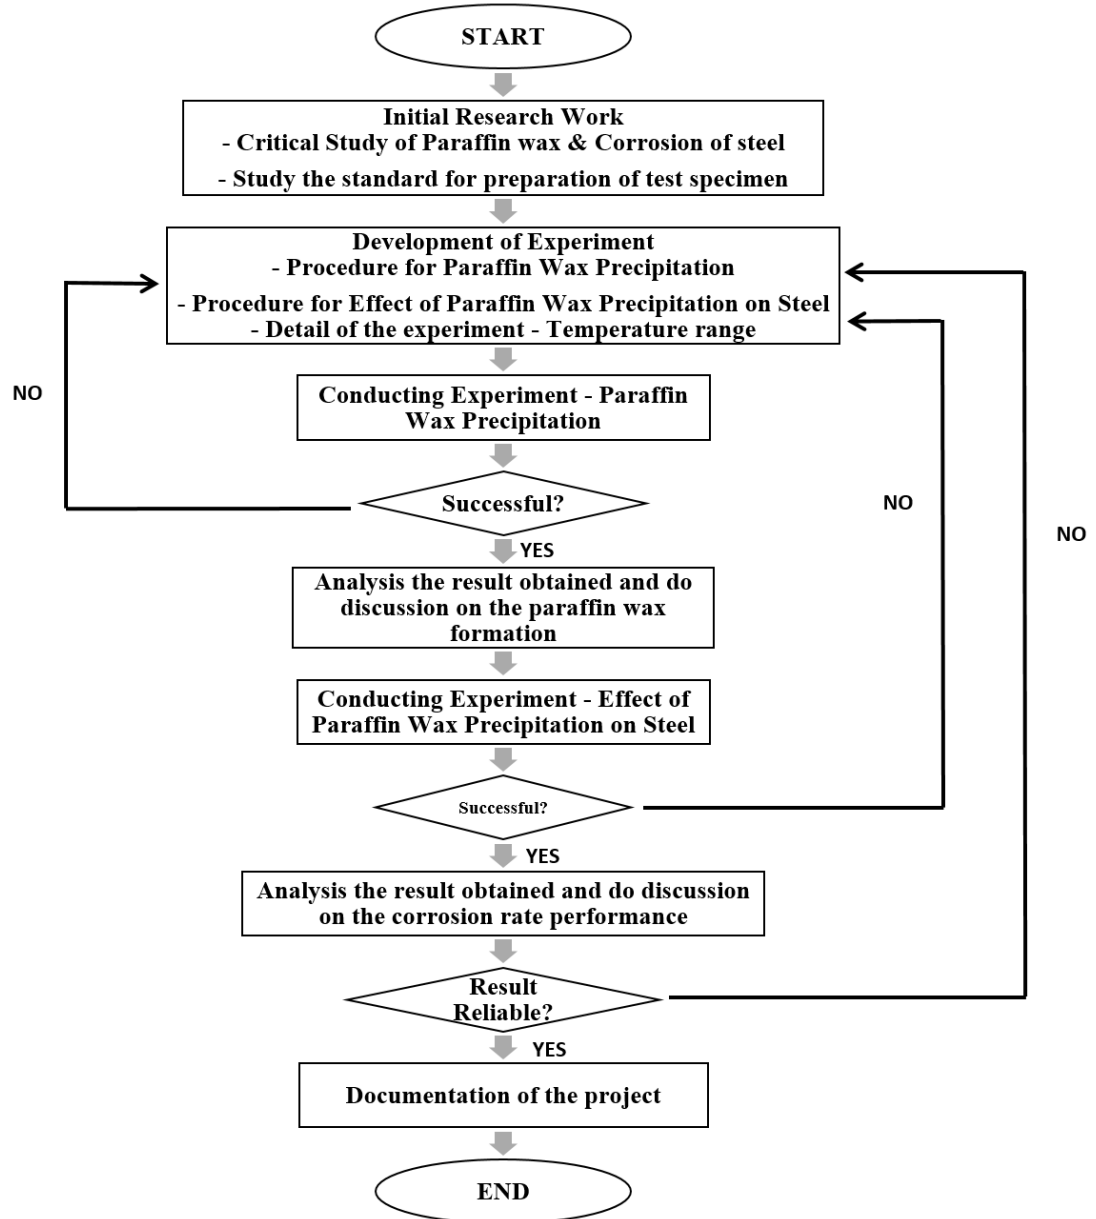 START
Initial Research Work
- Critical Study of Paraffin wax & Corrosion of steel
- Study the standard for preparation of test specimen
Development of Experiment
- Procedure for Paraffin Wax Precipitation
- Procedure for Effect of Paraffin Wax Precipitation on Steel
- Detail of the experiment - Temperature range
NO
Conducting Experiment - Paraffin
Wax Precipitation
Successful?
NO
NO
YES
Analysis the result obtained and do
discussion on the paraffin wax
formation
Conducting Experiment - Effect of
Paraffin Wax Precipitation on Steel
Successful?
YES
Analysis the result obtained and do discussion
on the corrosion rate performance
Result
Reliable?
YES
Documentation of the project
END